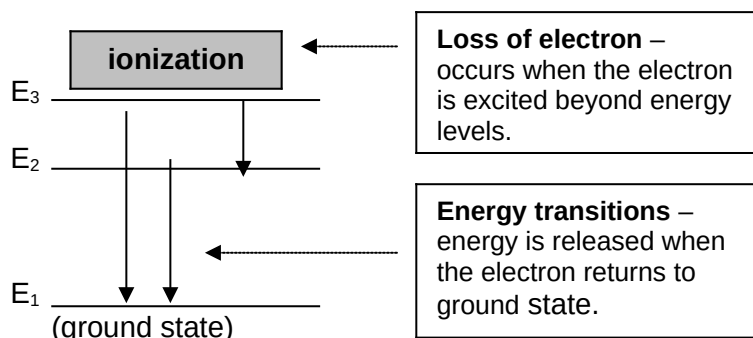 ionization
E₃
E₂
E₁
(ground state)
Loss of electron –
occurs when the electron
is excited beyond energy
levels.
Energy transitions –
energy is released when
the electron returns to
ground state.